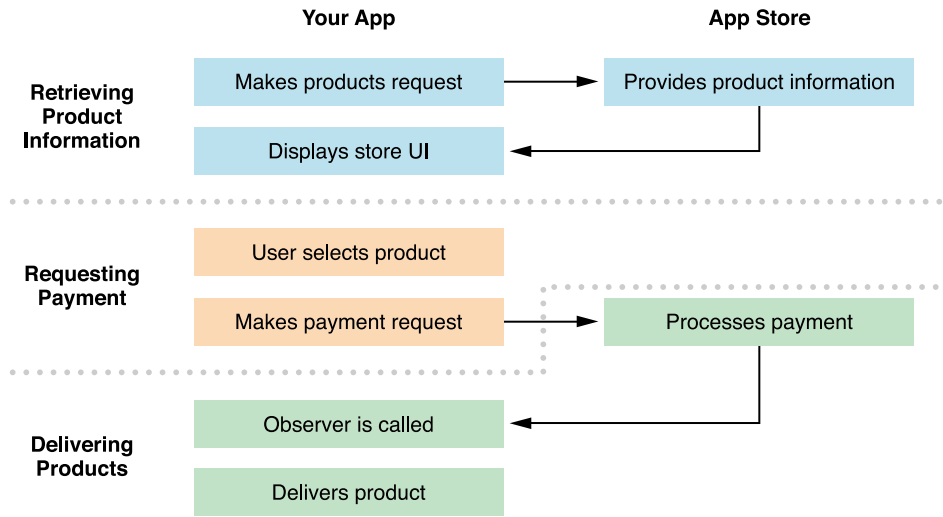 Your App
App Store
Retrieving
Product
Information
Makes products request
Provides product information
Displays store UI
Requesting
Payment
User selects product
Makes payment request
Processes payment
Delivering
Products
Observer is called
Delivers product